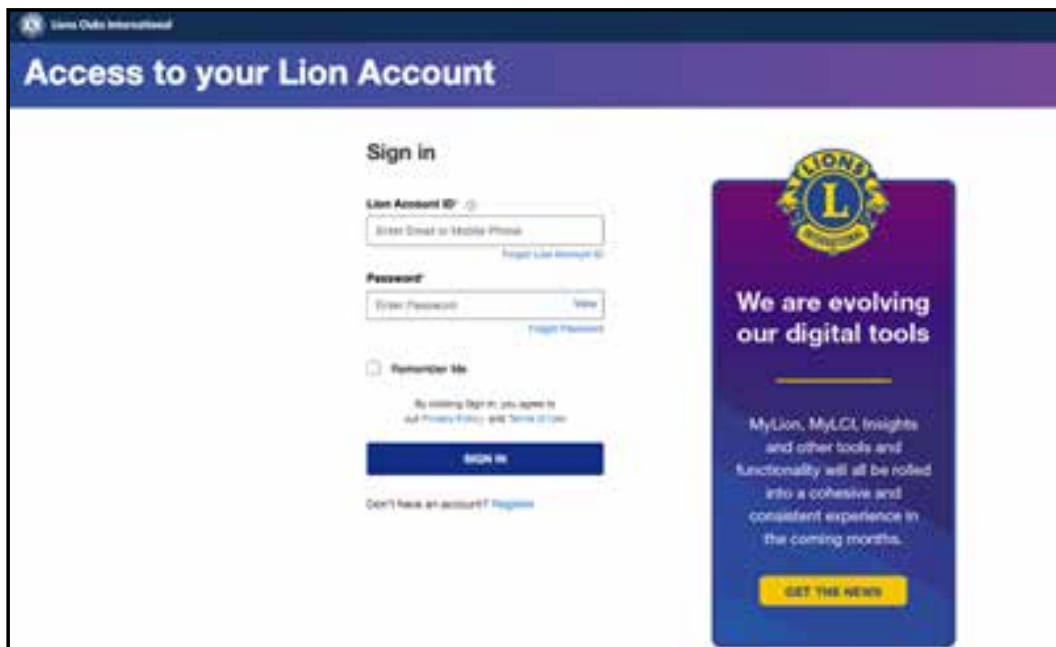 Lions Clubs International
Access to your Lion Account
Sign in
Lion Account ID*
Enter Email or Mobile Phone
Forgot Lion Account ID
Password*
Enter Password View
Forgot Password
Remember Me
By clicking Sign in, you agree to
our Privacy Policy and Terms of Use
SIGN IN
Don't have an account? Register
LIONS
L
INTERNATIONAL
We are evolving
our digital tools
MyLion, MyLCI, Insights
and other tools and
functionality will all be rolled
into a cohesive and
consistent experience in
the coming months.
GET THE NEWS